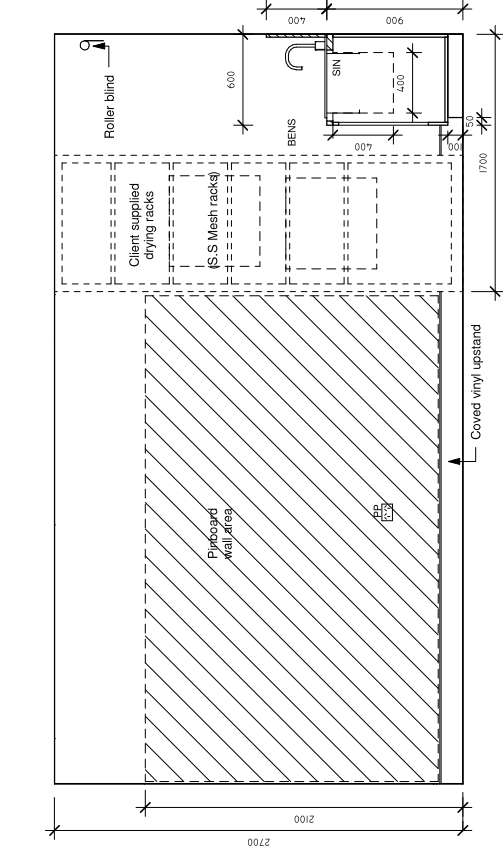 400
900
Roller blind
600
SIN
400
BENS
400
100
50
1700
Client supplied
drying racks
(S.S Mesh racks)
Coved vinyl upstand
Pinboard
wall area
PP
2100
2700